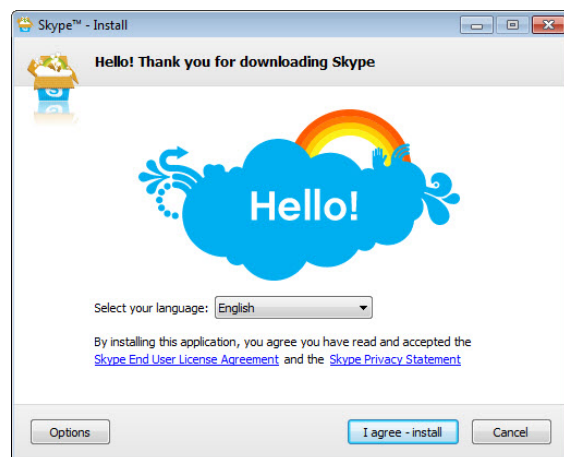 Skype™ - Install
Hello! Thank you for downloading Skype
S
Hello!
Select your language: English
By installing this application, you agree you have read and accepted the
Skype End User License Agreement and the Skype Privacy Statement
Options I agree - install Cancel